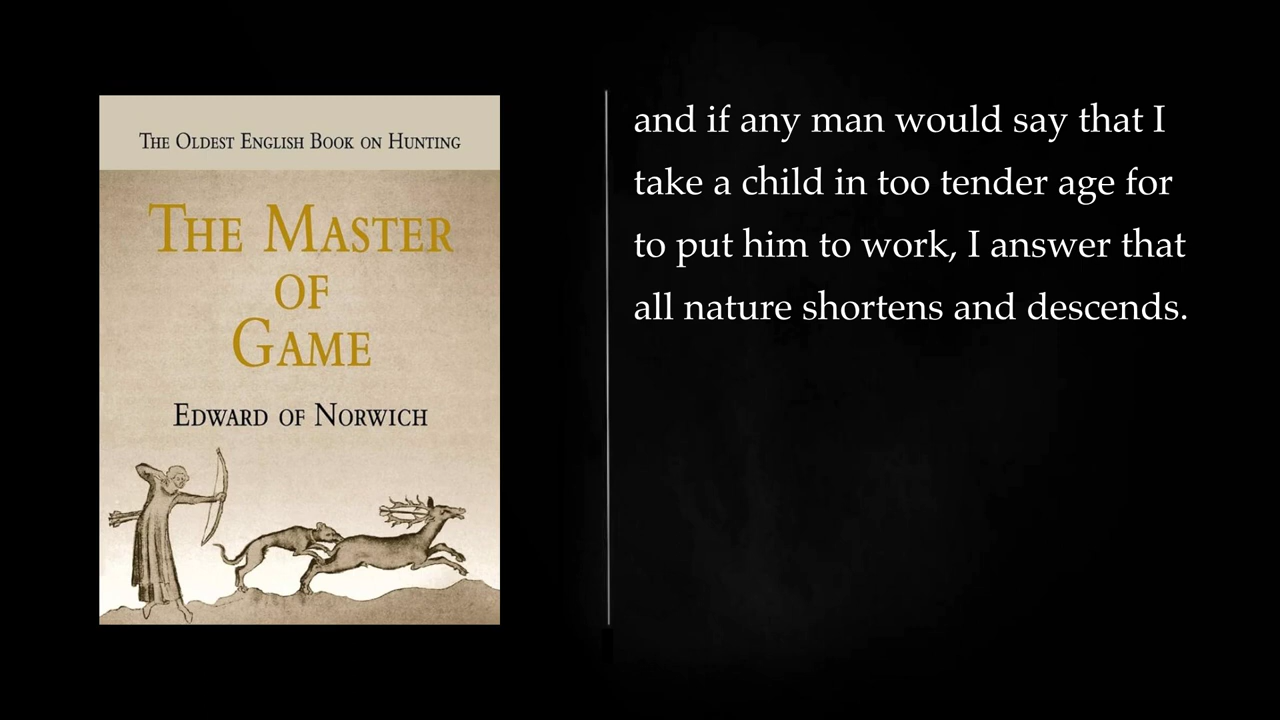 The Oldest English Book on Hunting
The Master
of
Game
Edward of Norwich
and if any man would say that I
take a child in too tender age for
to put him to work, I answer that
all nature shortens and descends.